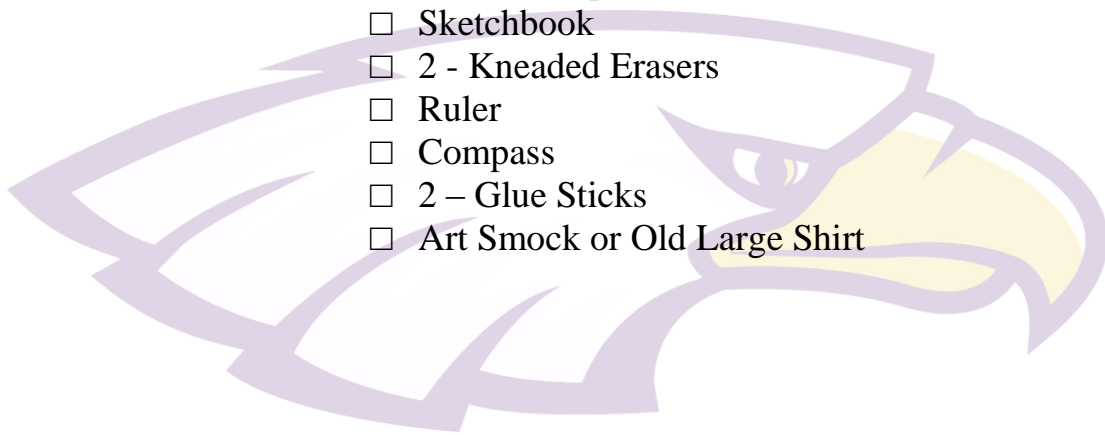 ☐ Sketchbook
☐ 2 - Kneaded Erasers
☐ Ruler
☐ Compass
☐ 2 – Glue Sticks
☐ Art Smock or Old Large Shirt